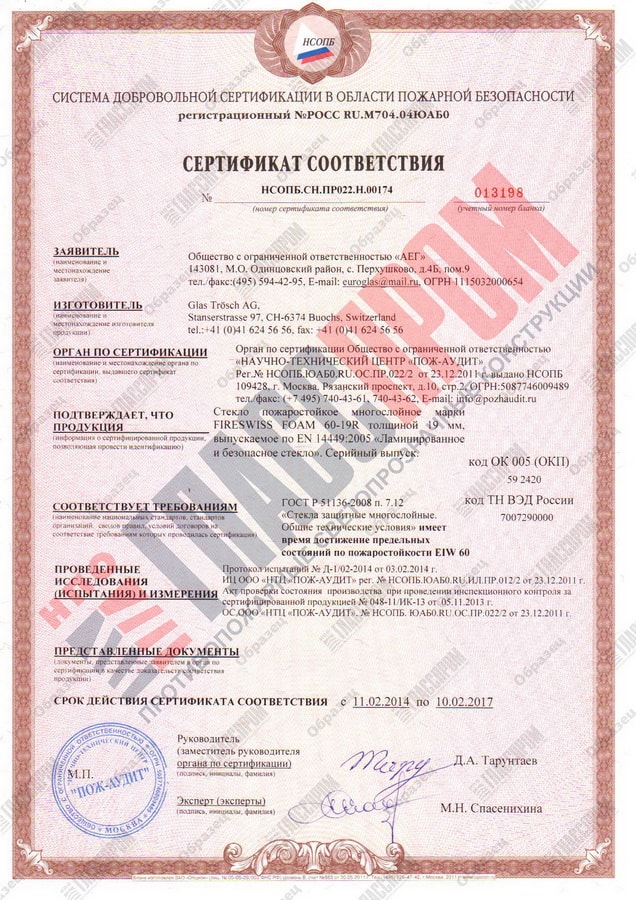 НСОПБ
СИСТЕМА ДОБРОВОЛЬНОЙ СЕРТИФИКАЦИИ В ОБЛАСТИ ПОЖАРНОЙ БЕЗОПАСНОСТИ
регистрационный №РОСС RU.М704.04ЮАБ0
СЕРТИФИКАТ СООТВЕТСТВИЯ
№ НСОПБ.СН.ПР022.Н.00174 013198
(номер сертификата соответствия) (учетный номер бланка)
ЗАЯВИТЕЛЬ
(наименование и
местонахождение
заявителя)
Общество с ограниченной ответственностью «АЕГ»
143081, М.О. Одинцовский район, с. Перхушково, д.4Б, пом.9
тел./факс:(495) 594-42-95, E-mail: euroglas@mail.ru, ОГРН 1115032000654
ИЗГОТОВИТЕЛЬ
(наименование и
местонахождение изготовителя
продукции)
Glas Trösch AG,
Stanserstrasse 97, CH-6374 Buochs, Switzerland
tel.:+41 (0)41 624 56 56, fax: +41 (0)41 624 56 56
ОРГАН ПО СЕРТИФИКАЦИИ
(наименование и местонахождение органа по
сертификации, выдавшего сертификат
соответствия)
Орган по сертификации Общество с ограниченной ответственностью
«НАУЧНО-ТЕХНИЧЕСКИЙ ЦЕНТР «ПОЖ-АУДИТ»
Рег.№ НСОПБ.ЮАБ0.RU.ОС.ПР.022/2 от 23.12.2011г. выдано НСОПБ
109428, г. Москва Рязанский проспект, д.10, стр.2, ОГРН:5087746009489
тел/факс: (+7 495) 740-43-61, 740-43-62, E-mail: info@pozhaudit.ru
ПОДТВЕРЖДАЕТ, ЧТО
ПРОДУКЦИЯ
(информация о сертифицированной продукции,
позволяющая провести идентификацию)
Стекло пожаростойкое многослойное марки
FIRESWISS FOAM 60-19R толщиной мм,
выпускаемое по EN 14449:2005 «Ламинированное
и безопасное стекло». Серийный выпуск.
код ОК 005 (ОКП)
59 2420
СООТВЕТСТВУЕТ ТРЕБОВАНИЯМ
(наименование национальных стандартов, стандартов
организаций, сводов правил, условий договоров на
соответствие требованиям которых проводилась сертификация)
ГОСТ Р 51136-2008 п. 7.12
«Стекла защитные многослойные.
Общие технические условия» имеет
время достижение предельных
состояний по пожаростойкости EIW 60
код ТН ВЭД России
7007290000
ПРОВЕДЕННЫЕ
ИССЛЕДОВАНИЯ
(ИСПЫТАНИЯ) И ИЗМЕРЕНИЯ
Протокол испытаний № Д-1/02-2014 от 03.02.2014 г.
ИЦ ООО «НТЦ «ПОЖ-АУДИТ» рег. № НСОПБ.ЮАБ0.RU.ИЛ.ПР.012/2 от 23.12.2011 г.
Акт проверки состояния производства при проведении инспекционного контроля за
сертифицированной продукцией № 048-11/ИК-13 от 05.11.2013 г.
ОС ООО «НТЦ «ПОЖ-АУДИТ», № НСОПБ.ЮАБ0.RU.ОС.ПР.022/2 от 23.12.2011 г.
ПРЕДСТАВЛЕННЫЕ ДОКУМЕНТЫ
(документы, представленные заявителем в орган по
сертификации в качестве доказательств соответствия
продукции)
СРОК ДЕЙСТВИЯ СЕРТИФИКАТА СООТВЕТСТВИЯ с 11.02.2014 по 10.02.2017
Руководитель
(заместитель руководителя
органа по сертификации)
(подпись, инициалы, фамилия)
Д.А. Тарунтаев
М.П.
"ПОЖ-АУДИТ"
МОСКВА
Эксперт (эксперты)
(подпись, инициалы, фамилия)
М.Н. Спасенихина
НПО ГЛАСПРОМ
ПРОТИВОПОЖАРНЫЕ СВЕТОПРОЗРАЧНЫЕ КОНСТРУКЦИИ
Образец